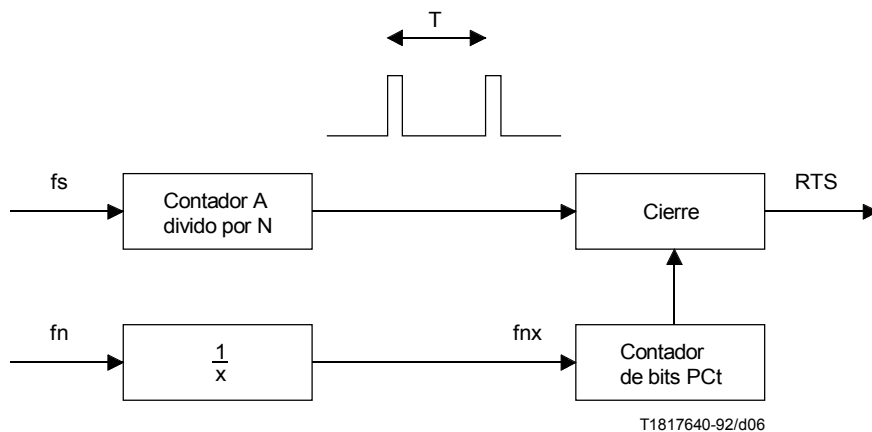 T
fs
Contador A
divido por N
Cierre
RTS
fn
1
x
fnx
Contador
de bits PCt
T1817640-92/d06